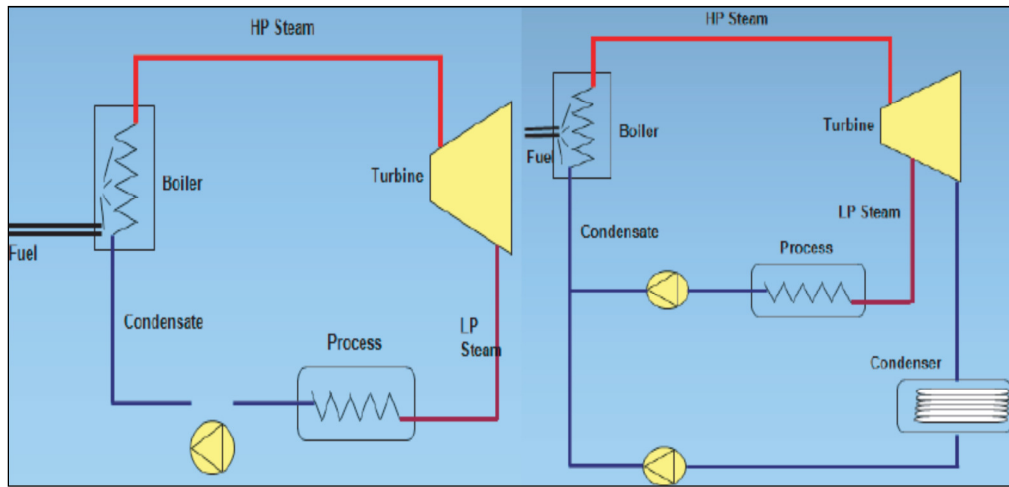 HP Steam
Boiler
Turbine
Fuel
Condensate
Process
LP
Steam
HP Steam
Boiler
Turbine
Fuel
LP Steam
Condensate
Process
Condenser